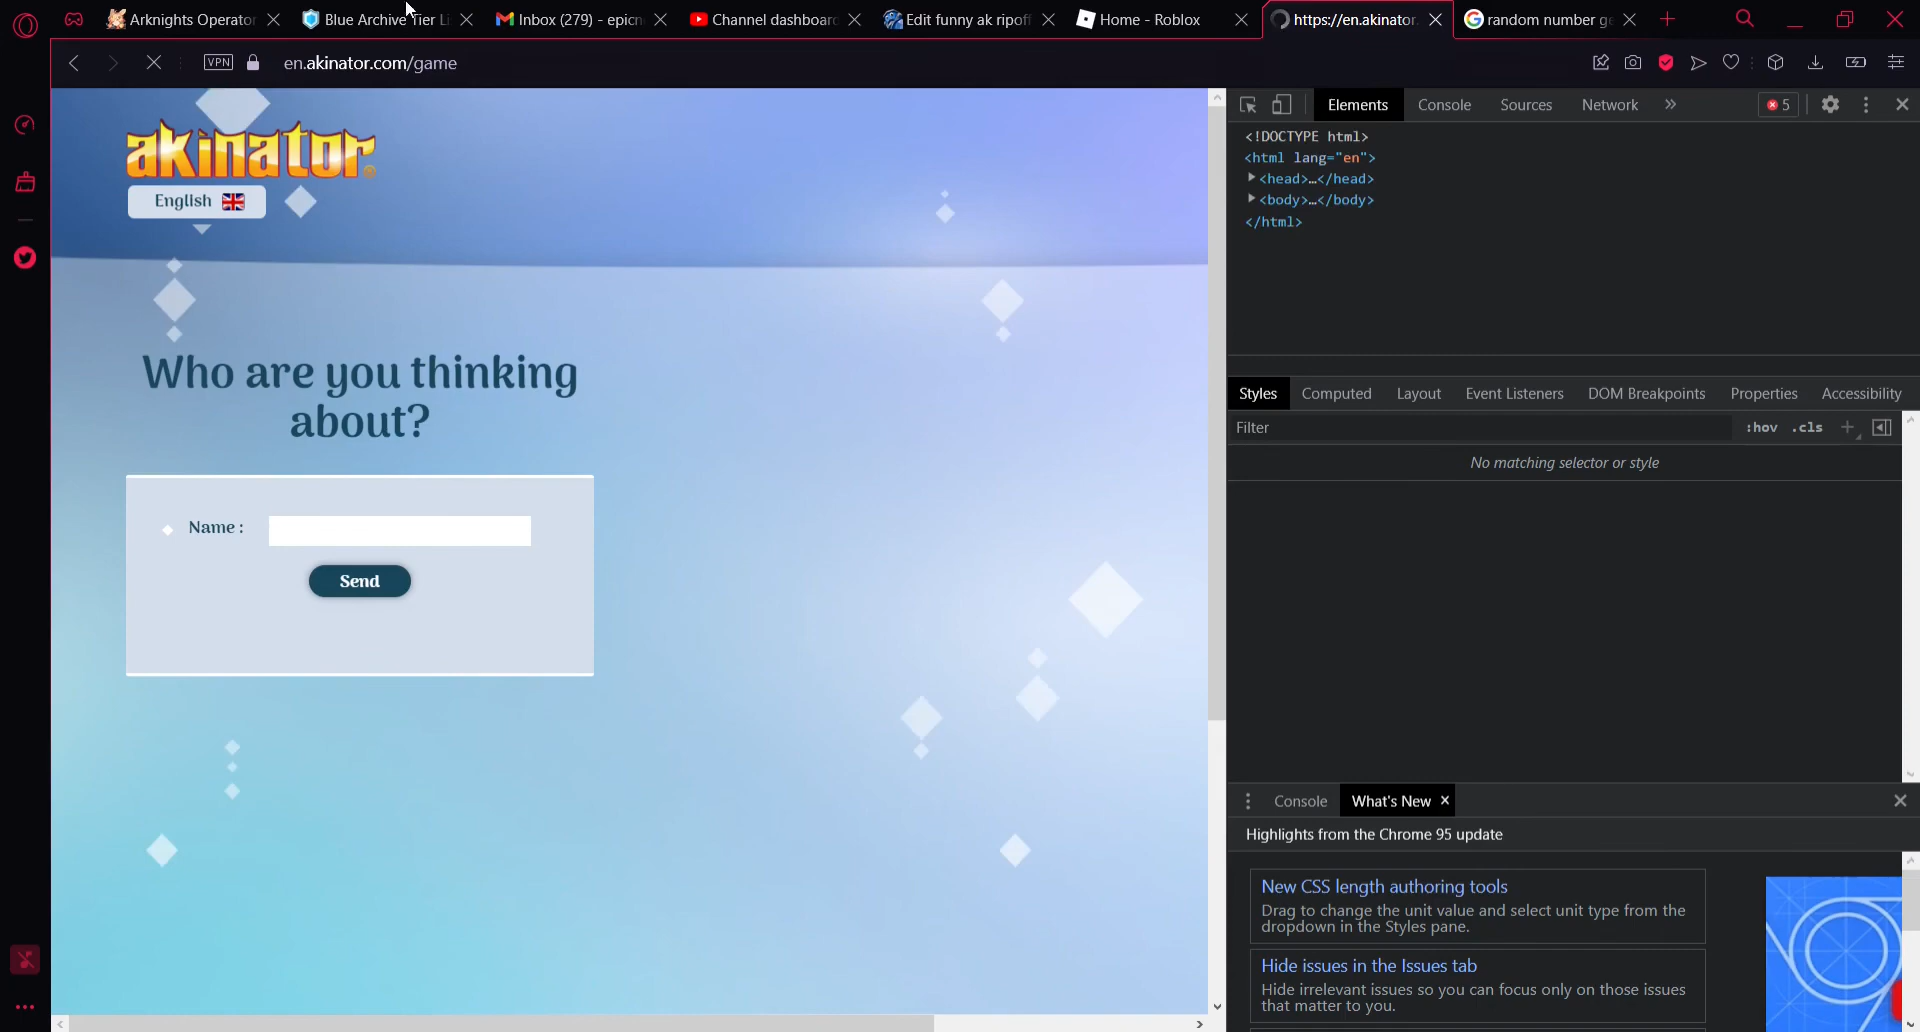 Arknights Operator
Blue Archive Tier Li
Inbox (279) - epicn
Channel dashboard
Edit funny ak ripoff
Home - Roblox
https://en.akinator.
random number ge
VPN
en.akinator.com/game
akinator
English
Who are you thinking
about?
Name :
Send
Elements
Console
Sources
Network
5
<!DOCTYPE html>
<html lang="en">
<head>…</head>
<body>…</body>
</html>
Styles
Computed
Layout
Event Listeners
DOM Breakpoints
Properties
Accessibility
Filter
:hov
.cls
No matching selector or style
Console
What's New
Highlights from the Chrome 95 update
New CSS length authoring tools
Drag to change the unit value and select unit type from the
dropdown in the Styles pane.
Hide issues in the Issues tab
Hide irrelevant issues so you can focus only on those issues
that matter to you.